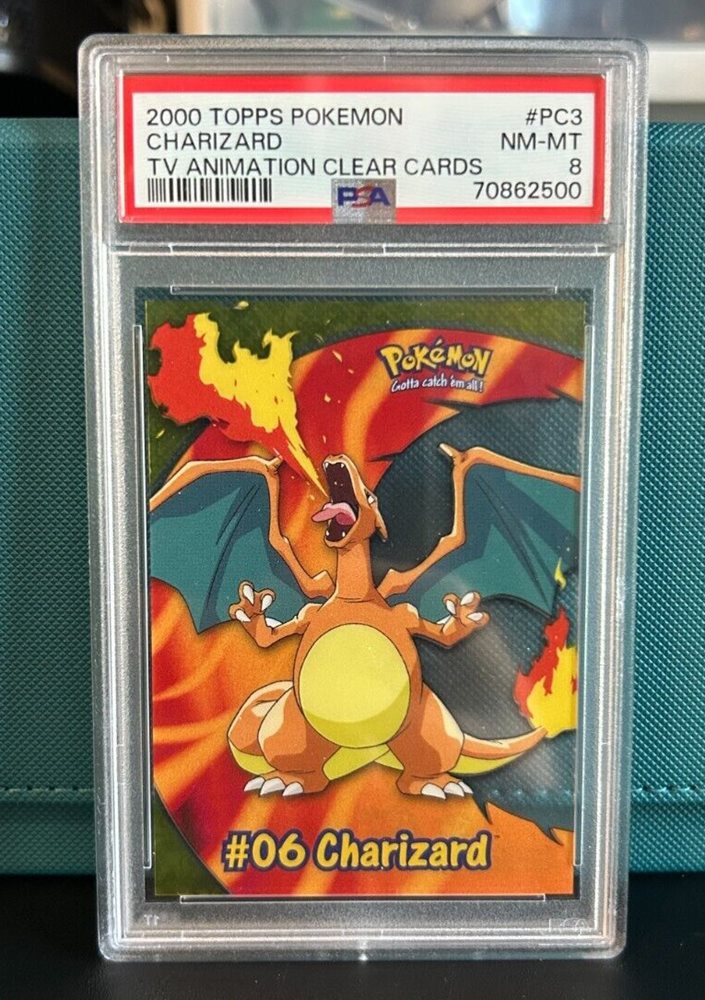 2000 TOPPS POKEMON #PC3
CHARIZARD NM-MT
TV ANIMATION CLEAR CARDS 8
PSA 70862500
POKéMON
Gotta catch 'em all!
#06 Charizard™